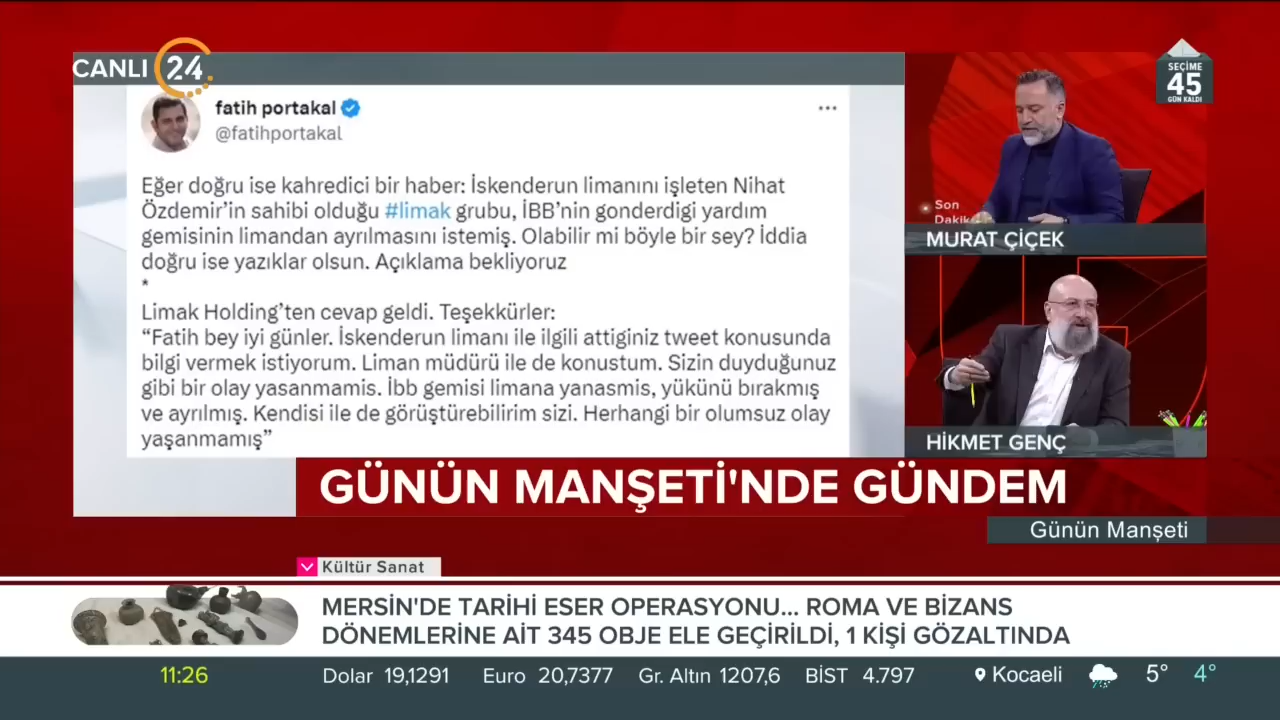 CANLI 24
fatih portakal
@fatihportakal
Eğer doğru ise kahredici bir haber: İskenderun limanını işleten Nihat
Özdemir'in sahibi olduğu #limak grubu, İBB'nin gonderdigi yardım
gemisinin limandan ayrılmasını istemiş. Olabilir mi böyle bir sey? İddia
doğru ise yazıklar olsun. Açıklama bekliyoruz
*
Limak Holding'ten cevap geldi. Teşekkürler:
“Fatih bey iyi günler. İskenderun limanı ile ilgili attiginiz tweet konusunda
bilgi vermek istiyorum. Liman müdürü ile de konustum. Sizin duyduğunuz
gibi bir olay yasanmamis. İbb gemisi limana yanasmis, yükünü bırakmış
ve ayrılmış. Kendisi ile de görüştürebilirim sizi. Herhangi bir olumsuz olay
yaşanmamış”
SEÇİME
45
GÜN KALDI
Son
Dakika
MURAT ÇİÇEK
HİKMET GENÇ
GÜNÜN MANŞETİ'NDE GÜNDEM
Günün Manşeti
Kültür Sanat
MERSİN'DE TARİHİ ESER OPERASYONU... ROMA VE BİZANS
DÖNEMLERİNE AİT 345 OBJE ELE GEÇİRİLDİ, 1 KİŞİ GÖZALTINDA
11:26 Dolar 19,1291 Euro 20,7377 Gr. Altın 1207,6 BİST 4.797 Kocaeli 5° 4°